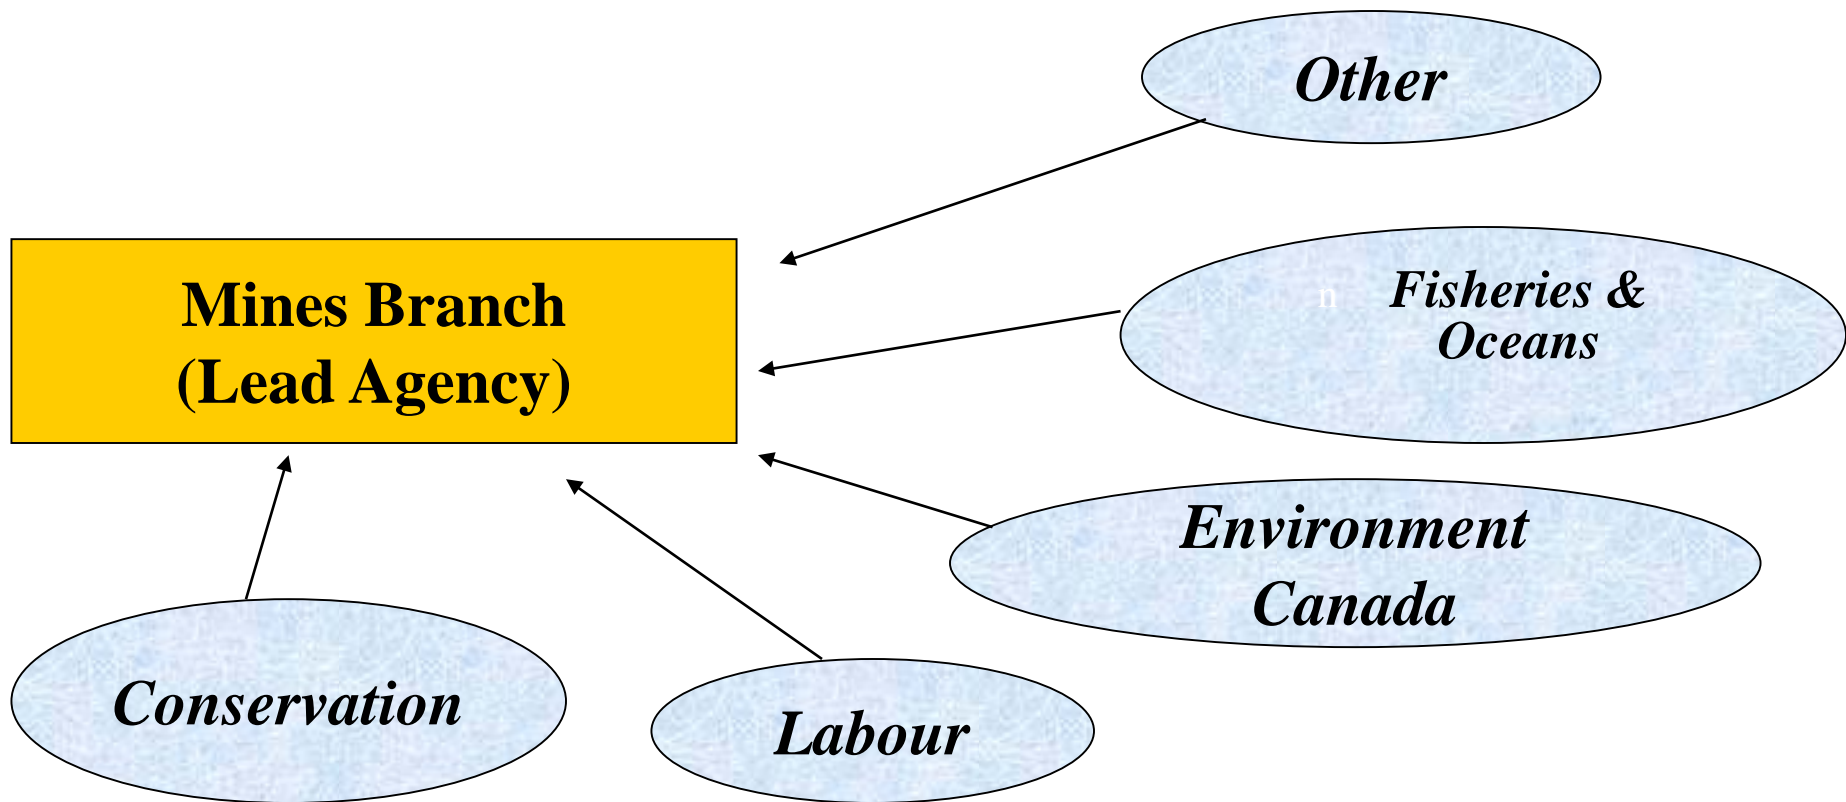 Other
Mines Branch
(Lead Agency)
n Fisheries &
Oceans
Environment
Canada
Conservation
Labour